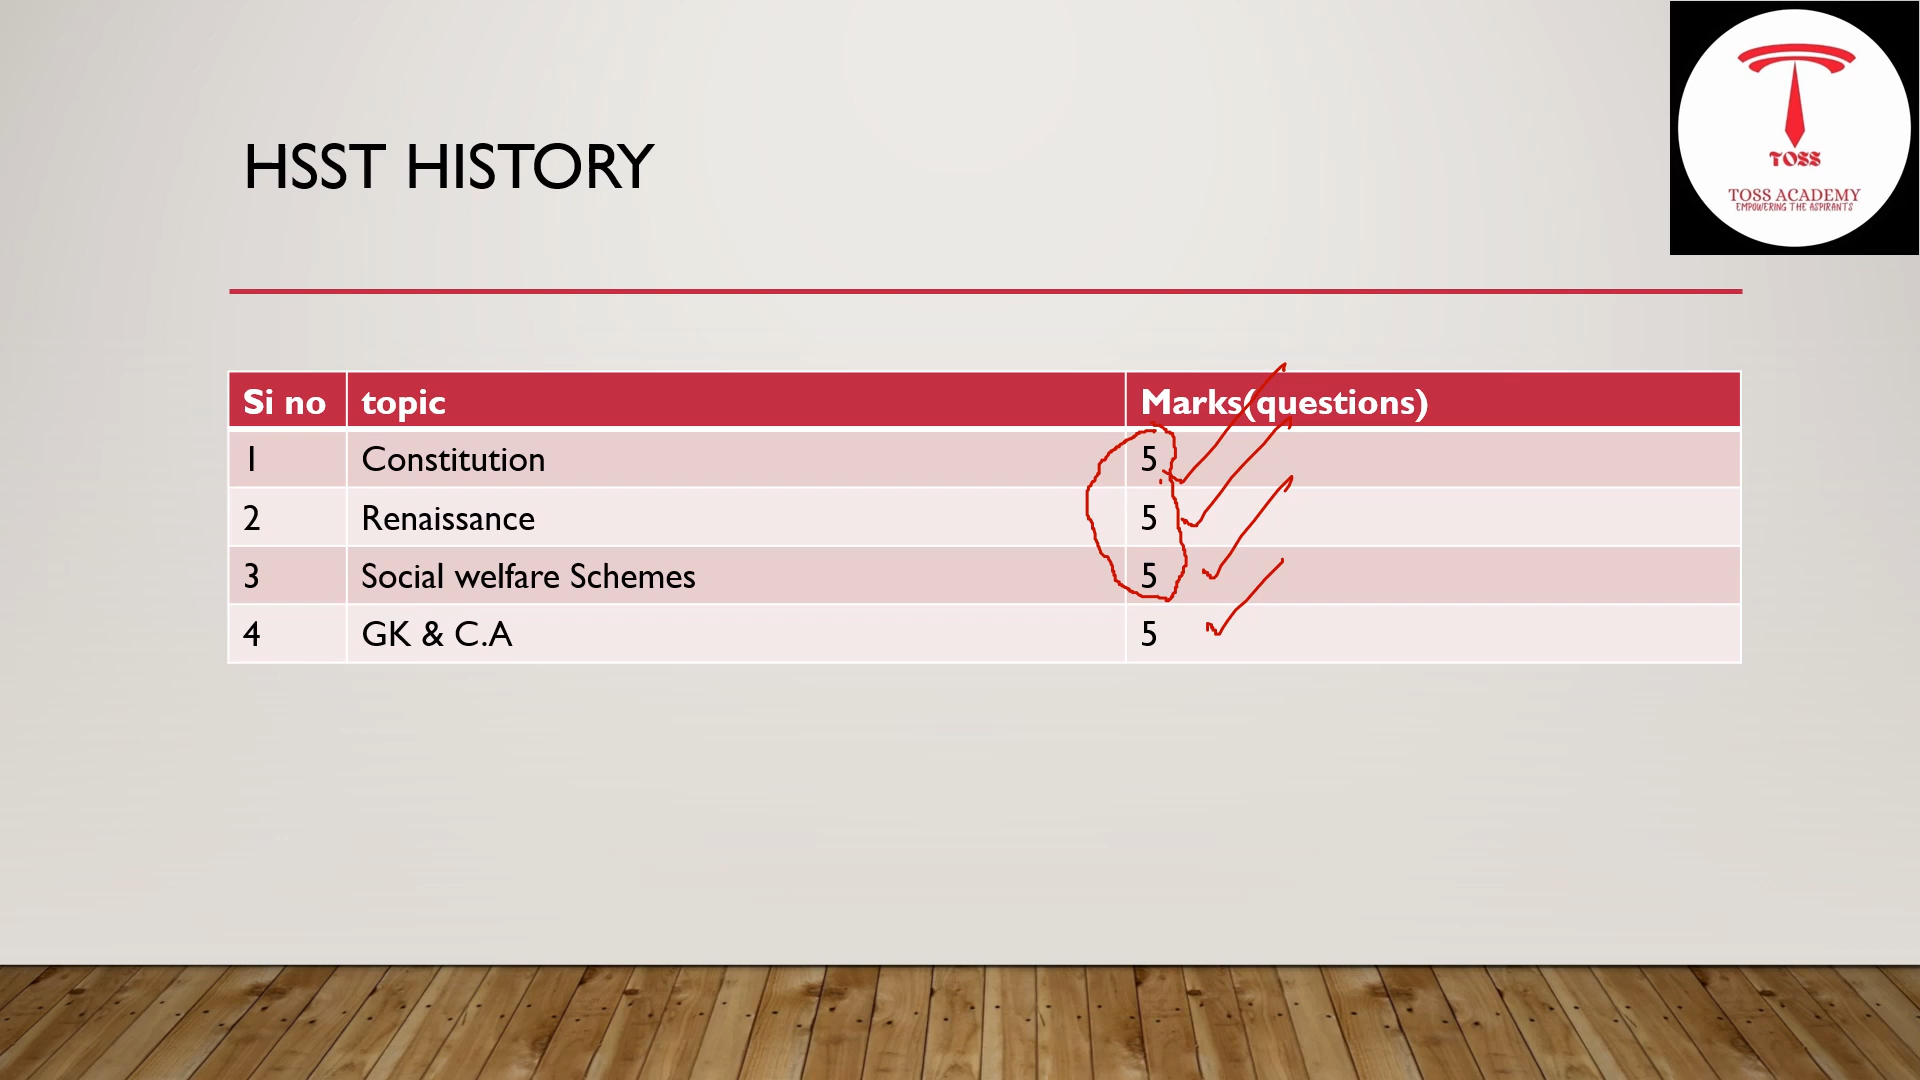 HSST HISTORY
TOSS
TOSS ACADEMY
EMPOWERING THE ASPIRANTS
Si no topic Marks(questions)
1 Constitution 5
2 Renaissance 5
3 Social welfare Schemes 5
4 GK & C.A 5